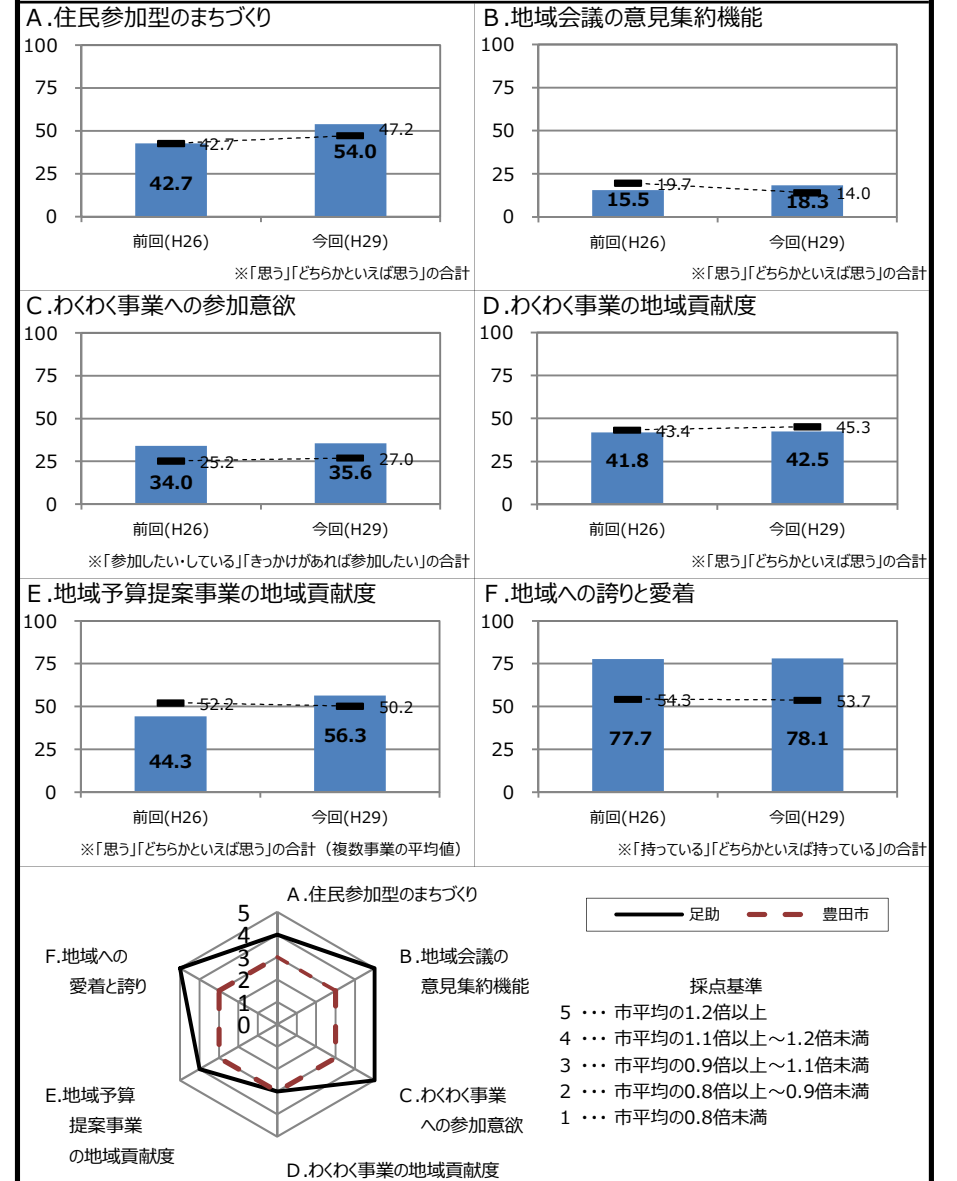 A.住民参加型のまちづくり
100
75
50
25
0
42.7
42.7
47.2
54.0
前回(H26)
今回(H29)
※「思う」「どちらかといえば思う」の合計
B.地域会議の意見集約機能
100
75
50
25
0
19.7
15.5
14.0
18.3
前回(H26)
今回(H29)
※「思う」「どちらかといえば思う」の合計
C.わくわく事業への参加意欲
100
75
50
25
0
25.2
34.0
27.0
35.6
前回(H26)
今回(H29)
※「参加したい・している」「きっかけがあれば参加したい」の合計
D.わくわく事業の地域貢献度
100
75
50
25
0
43.4
41.8
45.3
42.5
前回(H26)
今回(H29)
※「思う」「どちらかといえば思う」の合計
E.地域予算提案事業の地域貢献度
100
75
50
25
0
52.2
44.3
50.2
56.3
前回(H26)
今回(H29)
※「思う」「どちらかといえば思う」の合計（複数事業の平均値）
F.地域への誇りと愛着
100
75
50
25
0
54.3
77.7
53.7
78.1
前回(H26)
今回(H29)
※「持っている」「どちらかといえば持っている」の合計
A.住民参加型のまちづくり
5
4
3
2
1
0
B.地域会議の
意見集約機能
C.わくわく事業
への参加意欲
D.わくわく事業の地域貢献度
E.地域予算
提案事業
の地域貢献度
F.地域への
愛着と誇り
足助
豊田市
採点基準
5 ･･･ 市平均の1.2倍以上
4 ･･･ 市平均の1.1倍以上～1.2倍未満
3 ･･･ 市平均の0.9倍以上～1.1倍未満
2 ･･･ 市平均の0.8倍以上～0.9倍未満
1 ･･･ 市平均の0.8倍未満